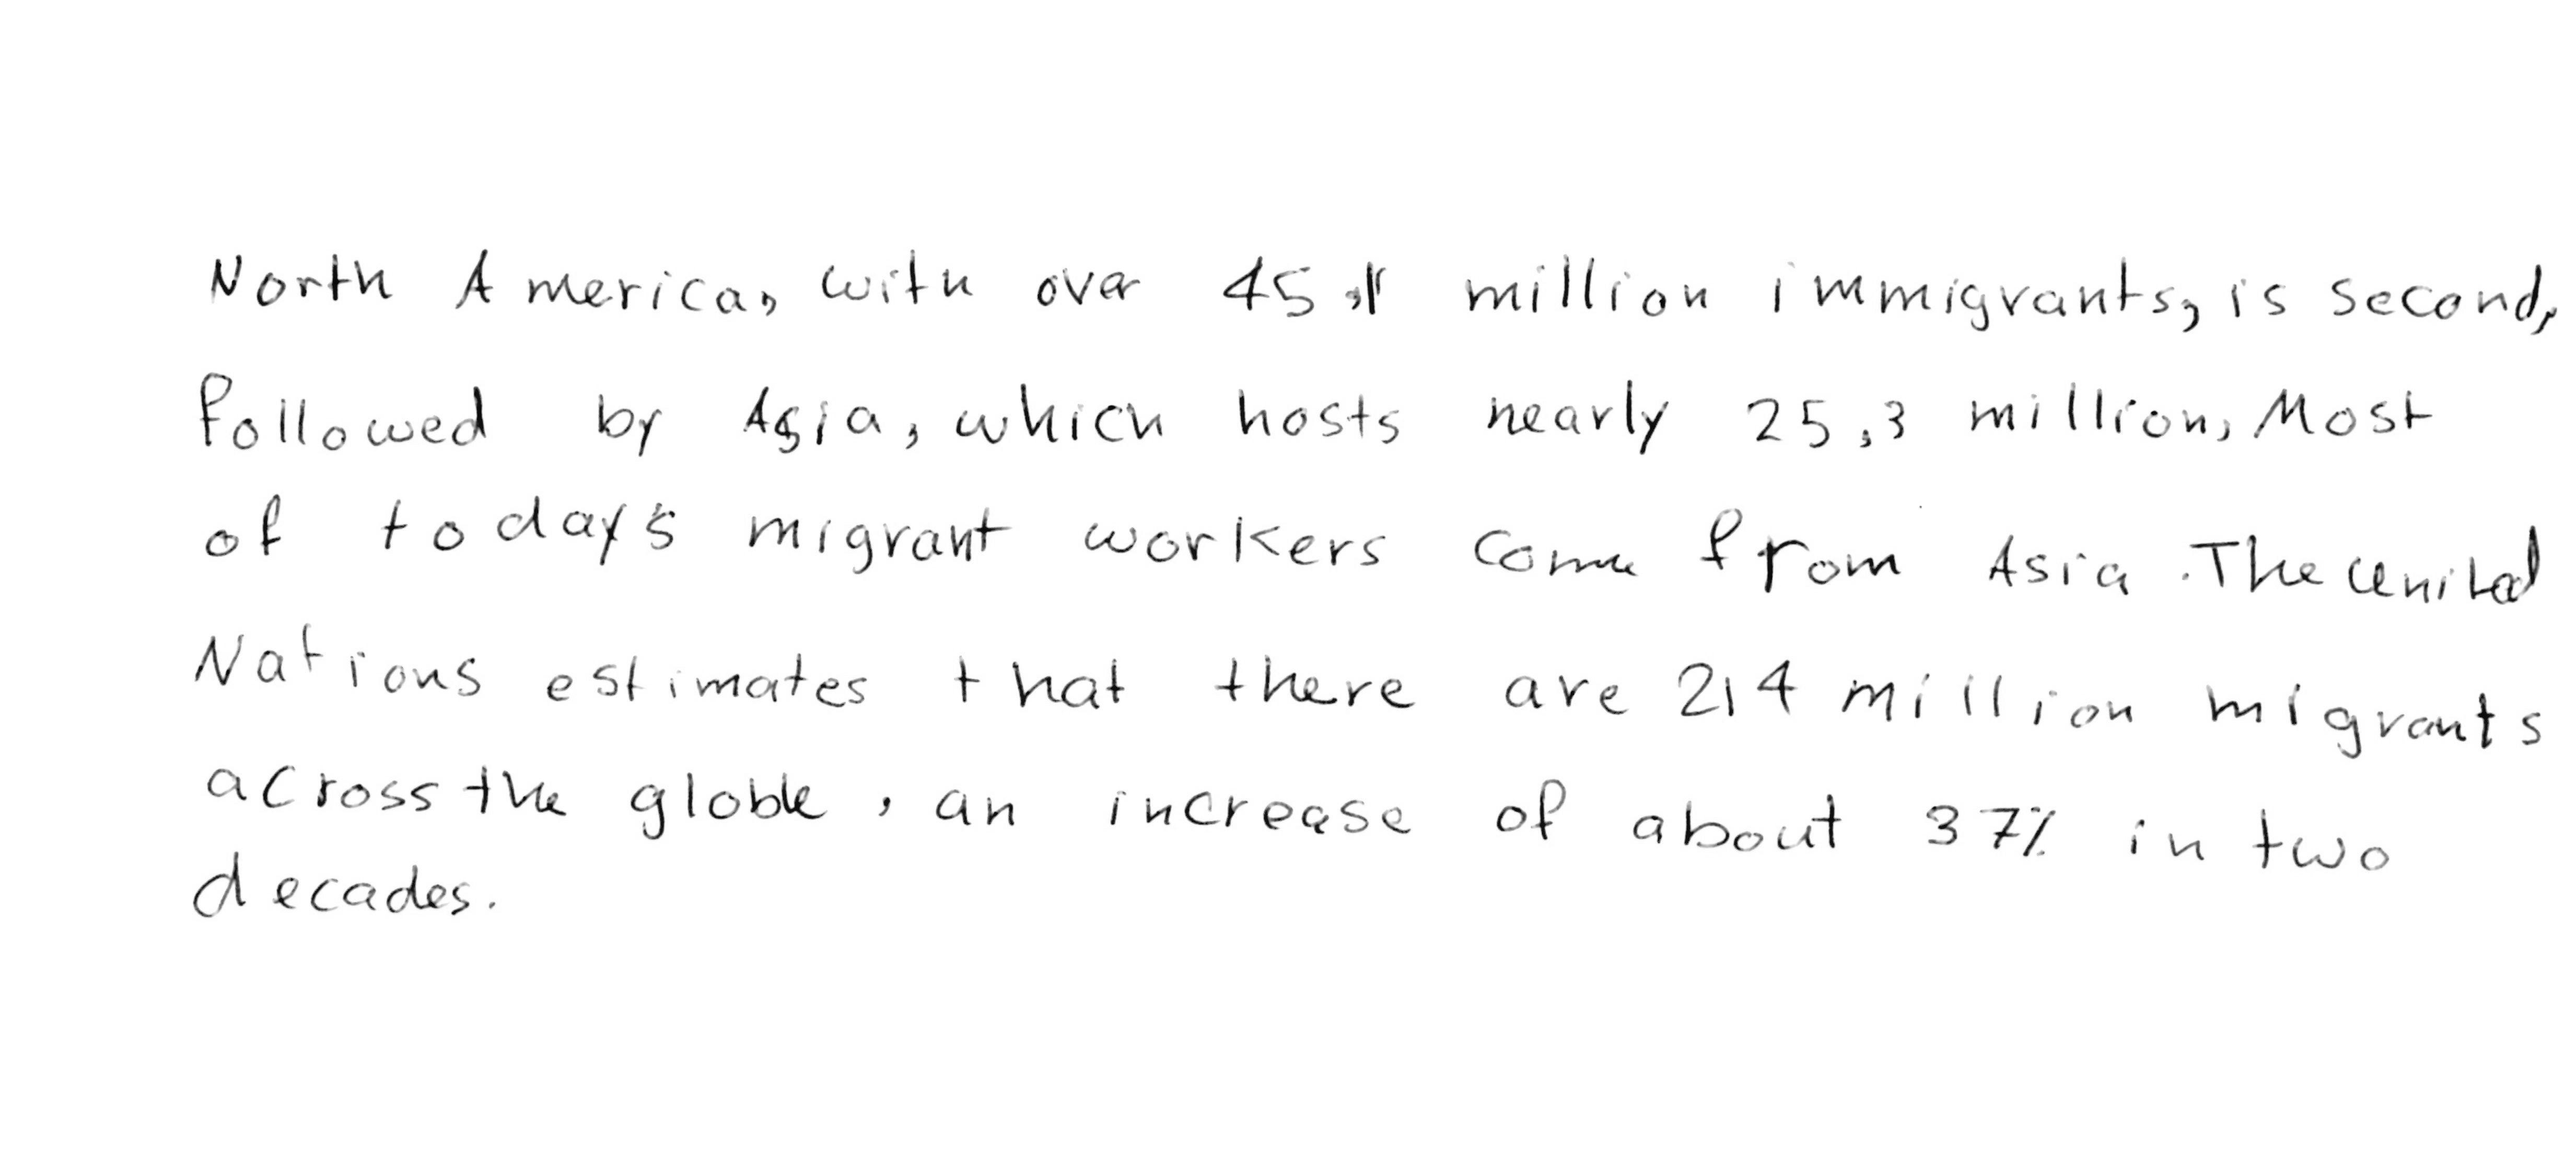 North America, with over 45,1 million immigrants, is second,
followed by Asia, which hosts nearly 25,3 million, Most
of today's migrant workers come from Asia. The United
Nations estimates that there are 214 million migrants
across the globe, an increase of about 37% in two
decades.